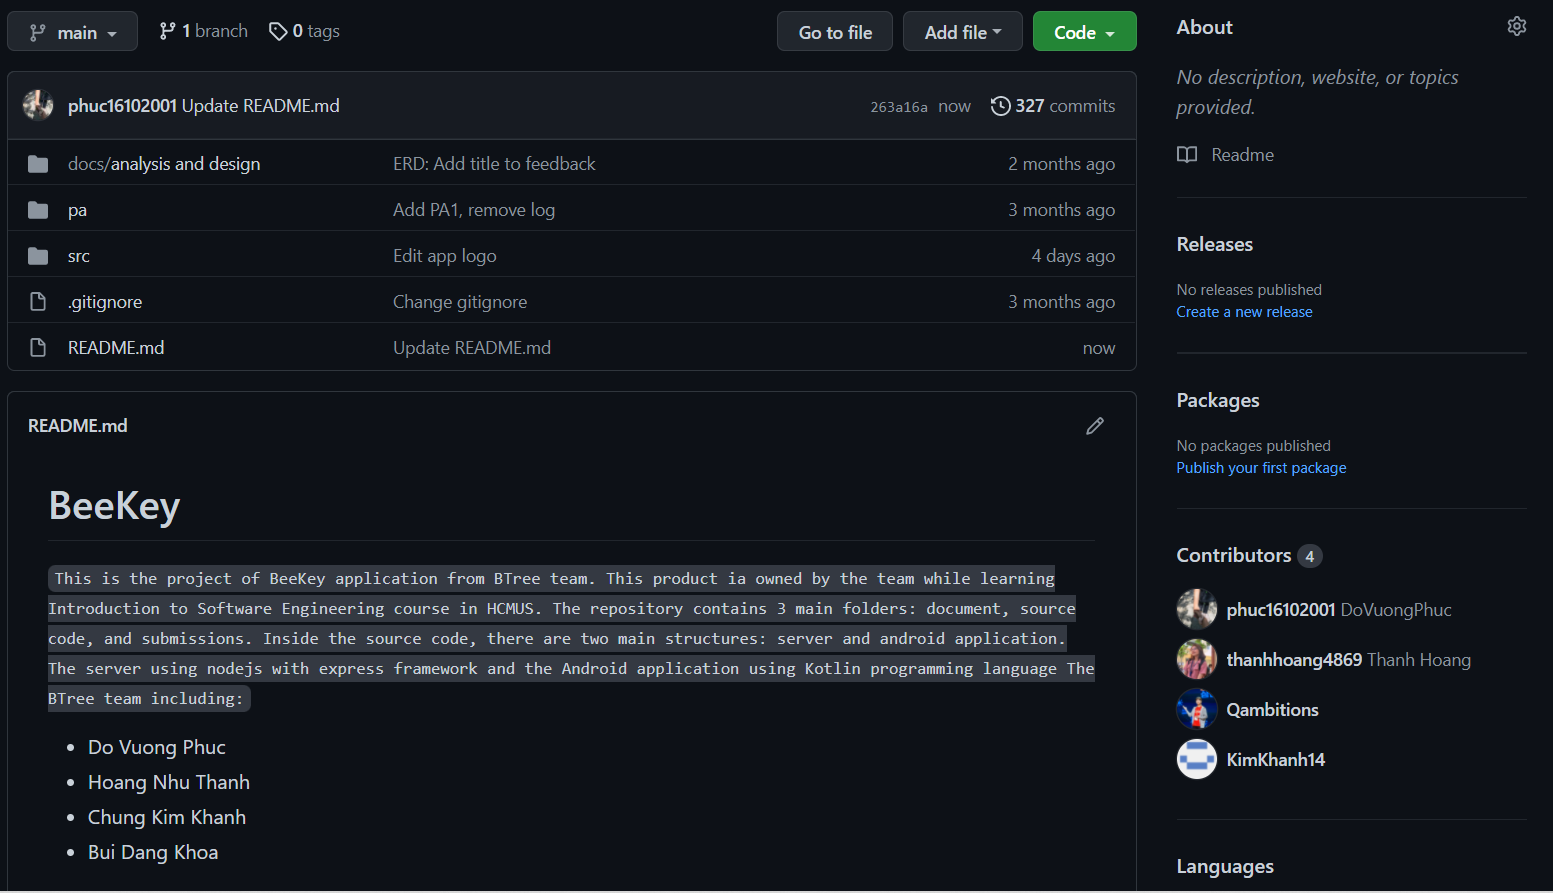 main
1 branch
0 tags
Go to file
Add file
Code
phuc16102001 Update README.md
263a16a now
327 commits
docs/analysis and design
ERD: Add title to feedback
2 months ago
pa
Add PA1, remove log
3 months ago
src
Edit app logo
4 days ago
.gitignore
Change gitignore
3 months ago
README.md
Update README.md
now
README.md
BeeKey
This is the project of BeeKey application from BTree team. This product ia owned by the team while learning
Introduction to Software Engineering course in HCMUS. The repository contains 3 main folders: document, source
code, and submissions. Inside the source code, there are two main structures: server and android application.
The server using nodejs with express framework and the Android application using Kotlin programming language The
BTree team including:
Do Vuong Phuc
Hoang Nhu Thanh
Chung Kim Khanh
Bui Dang Khoa
About
No description, website, or topics
provided.
Readme
Releases
No releases published
Create a new release
Packages
No packages published
Publish your first package
Contributors 4
phuc16102001 DoVuongPhuc
thanhhoang4869 Thanh Hoang
Qambitions
KimKhanh14
Languages